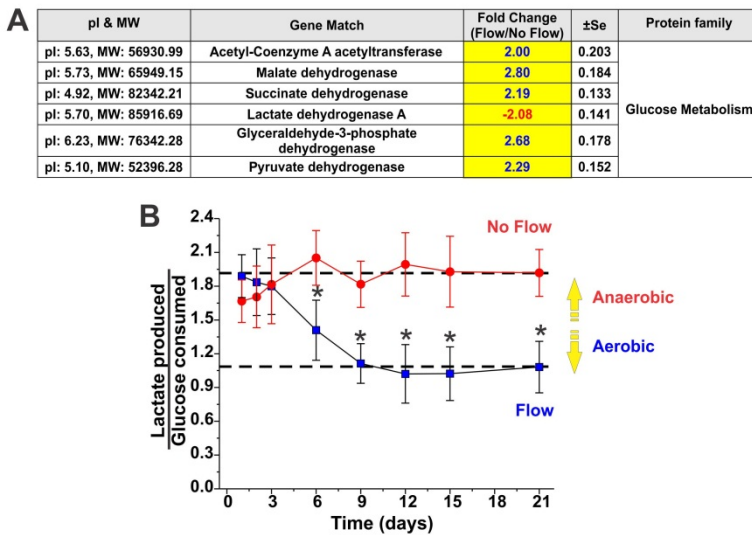 A
pI & MW Gene Match Fold Change (Flow/No Flow) ±Se Protein family
pI: 5.63, MW: 56930.99 Acetyl-Coenzyme A acetyltransferase 2.00 0.203
pI: 5.73, MW: 65949.15 Malate dehydrogenase 2.80 0.184
pI: 4.92, MW: 82342.21 Succinate dehydrogenase 2.19 0.133
pI: 5.70, MW: 85916.69 Lactate dehydrogenase A -2.08 0.141
pI: 6.23, MW: 76342.28 Glyceraldehyde-3-phosphate dehydrogenase 2.68 0.178
pI: 5.10, MW: 52396.28 Pyruvate dehydrogenase 2.29 0.152
Glucose Metabolism
B
Lactate produced
Glucose consumed
2.4
2.1
1.8
1.5
1.2
0.9
0.6
0.3
0.0
No Flow
Anaerobic
Aerobic
Flow
* * * * *
0 3 6 9 12 15 18 21
Time (days)